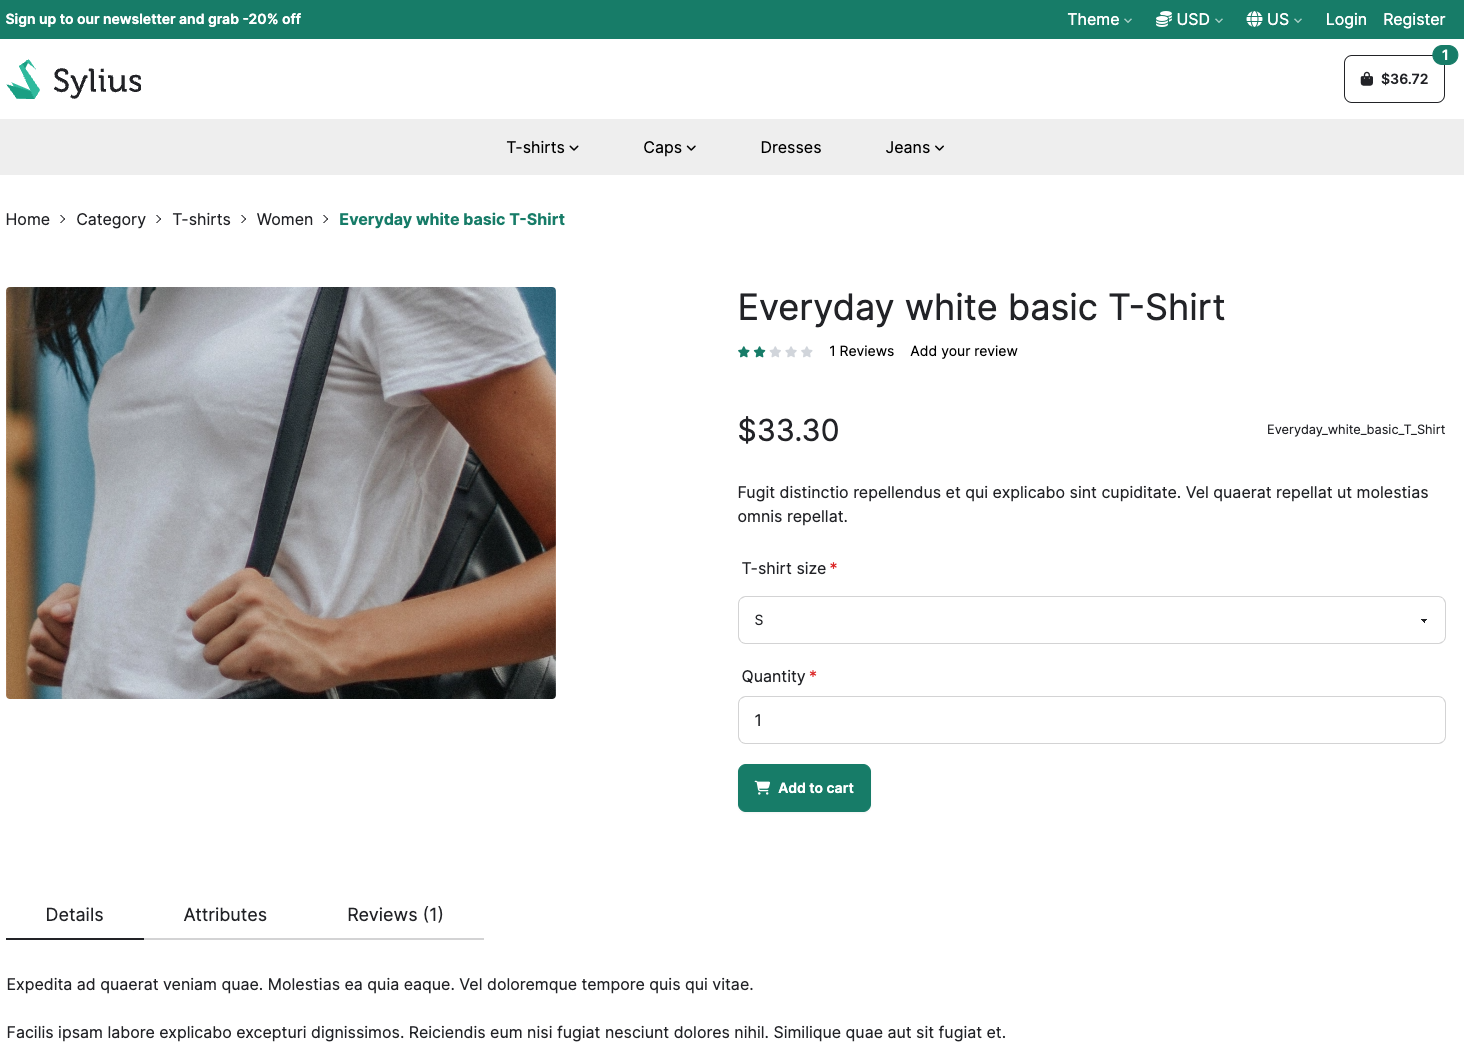 Sign up to our newsletter and grab -20% off
Theme
USD
US
Login
Register
Sylius
1
$36.72
T-shirts
Caps
Dresses
Jeans
Home > Category > T-shirts > Women > Everyday white basic T-Shirt
Everyday white basic T-Shirt
1 Reviews
Add your review
$33.30
Everyday_white_basic_T_Shirt
Fugit distinctio repellendus et qui explicabo sint cupiditate. Vel quaerat repellat ut molestias
omnis repellat.
T-shirt size *
S
Quantity *
1
Add to cart
Details
Attributes
Reviews (1)
Expedita ad quaerat veniam quae. Molestias ea quia eaque. Vel doloremque tempore quis qui vitae.
Facilis ipsam labore explicabo excepturi dignissimos. Reiciendis eum nisi fugiat nesciunt dolores nihil. Similique quae aut sit fugiat et.